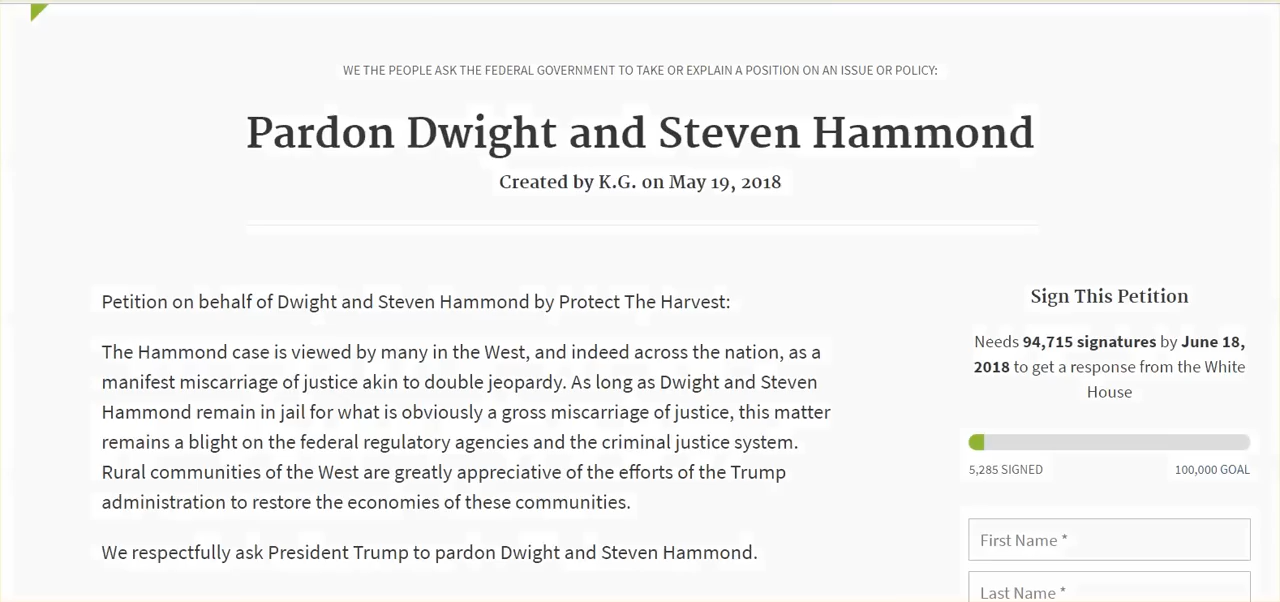 WE THE PEOPLE ASK THE FEDERAL GOVERNMENT TO TAKE OR EXPLAIN A POSITION ON AN ISSUE OR POLICY:
Pardon Dwight and Steven Hammond
Created by K.G. on May 19, 2018
Petition on behalf of Dwight and Steven Hammond by Protect The Harvest:
The Hammond case is viewed by many in the West, and indeed across the nation, as a
manifest miscarriage of justice akin to double jeopardy. As long as Dwight and Steven
Hammond remain in jail for what is obviously a gross miscarriage of justice, this matter
remains a blight on the federal regulatory agencies and the criminal justice system.
Rural communities of the West are greatly appreciative of the efforts of the Trump
administration to restore the economies of these communities.
We respectfully ask President Trump to pardon Dwight and Steven Hammond.
Sign This Petition
Needs 94,715 signatures by June 18,
2018 to get a response from the White
House
5,285 SIGNED
100,000 GOAL
First Name *
Last Name *